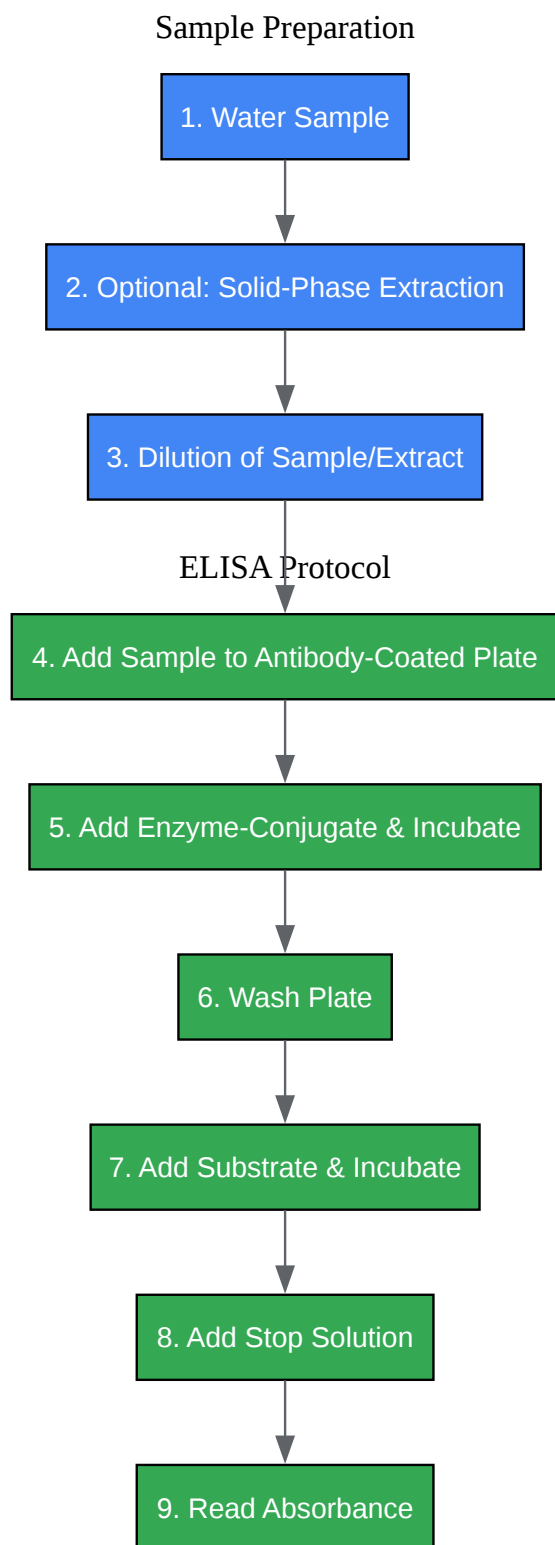 Sample Preparation
1. Water Sample
2. Optional: Solid-Phase Extraction
3. Dilution of Sample/Extract
ELISA Protocol
4. Add Sample to Antibody-Coated Plate
5. Add Enzyme-Conjugate & Incubate
6. Wash Plate
7. Add Substrate & Incubate
8. Add Stop Solution
9. Read Absorbance